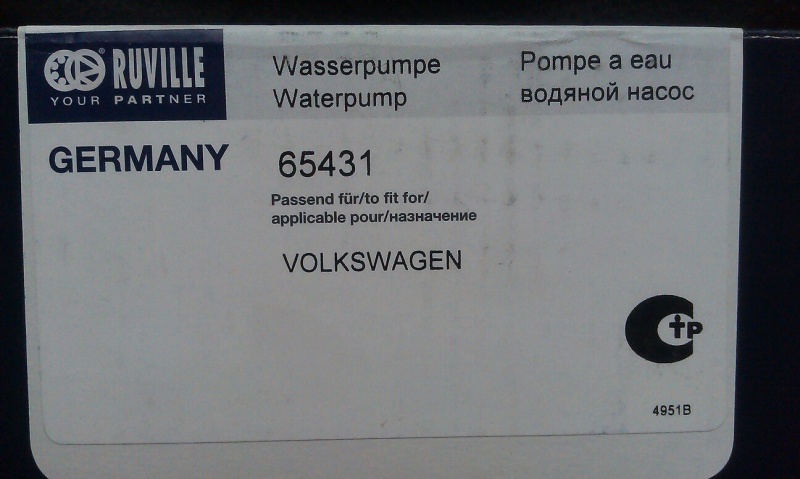 RUVILLE
YOUR PARTNER
GERMANY
Wasserpumpe
Waterpump
Pompe a eau
водяной насос
65431
Passend für/to fit for/
applicable pour/назначение
VOLKSWAGEN
СтР
4951B